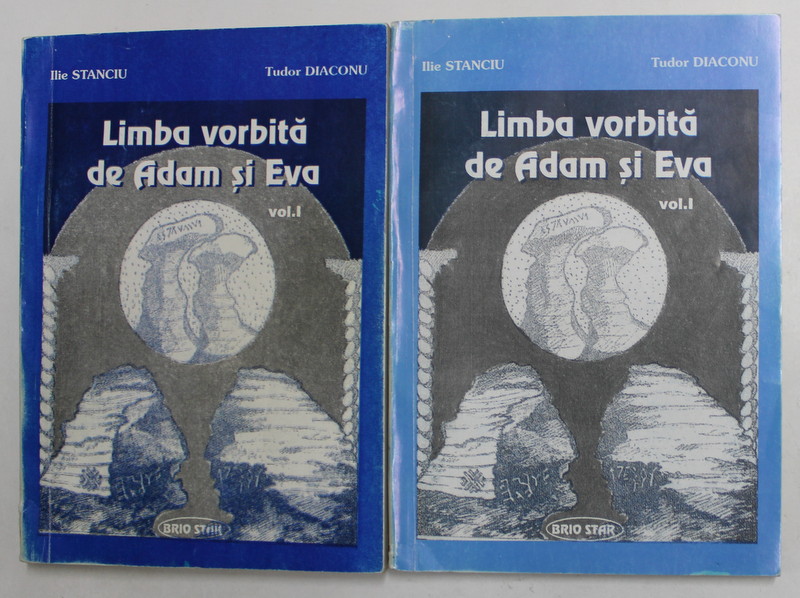 Ilie STANCIU Tudor DIACONU
Limba vorbită
de Adam și Eva
vol.I
BRIO STAR
Ilie STANCIU Tudor DIACONU
Limba vorbită
de Adam și Eva
vol.I
BRIO STAR